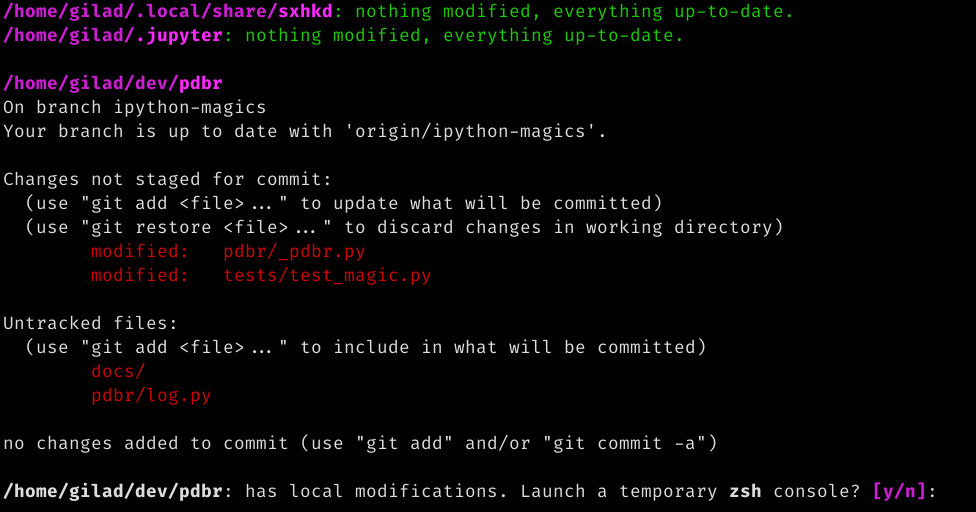 /home/gilad/.local/share/sxhkd: nothing modified, everything up-to-date.
/home/gilad/.jupyter: nothing modified, everything up-to-date.
/home/gilad/dev/pdbr
On branch ipython-magics
Your branch is up to date with 'origin/ipython-magics'.
Changes not staged for commit:
(use "git add <file>..." to update what will be committed)
(use "git restore <file>..." to discard changes in working directory)
modified: pdbr/_pdbr.py
modified: tests/test_magic.py
Untracked files:
(use "git add <file>..." to include in what will be committed)
docs/
pdbr/log.py
no changes added to commit (use "git add" and/or "git commit -a")
/home/gilad/dev/pdbr: has local modifications. Launch a temporary zsh console? [y/n]: